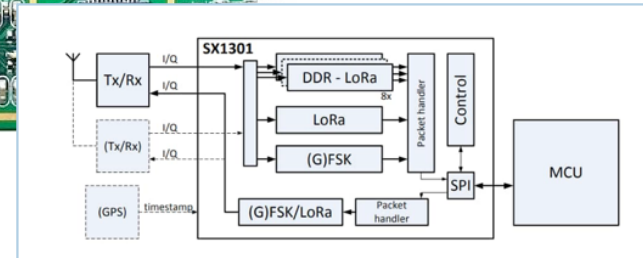 SX1301
I/Q
Tx/Rx
I/Q
DDR - LoRa
8x
Packet handler
Control
I/Q
LoRa
(Tx/Rx)
I/Q
(G)FSK
MCU
SPI
(GPS)
timestamp
(G)FSK/LoRa
Packet
handler